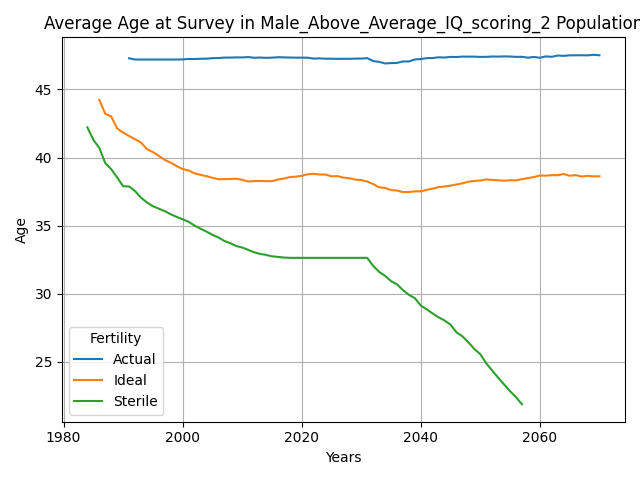 Average Age at Survey in Male_Above_Average_IQ_scoring_2 Population
45
40
35
30
25
Age
Fertility
Actual
Ideal
Sterile
1980 2000 2020 2040 2060
Years